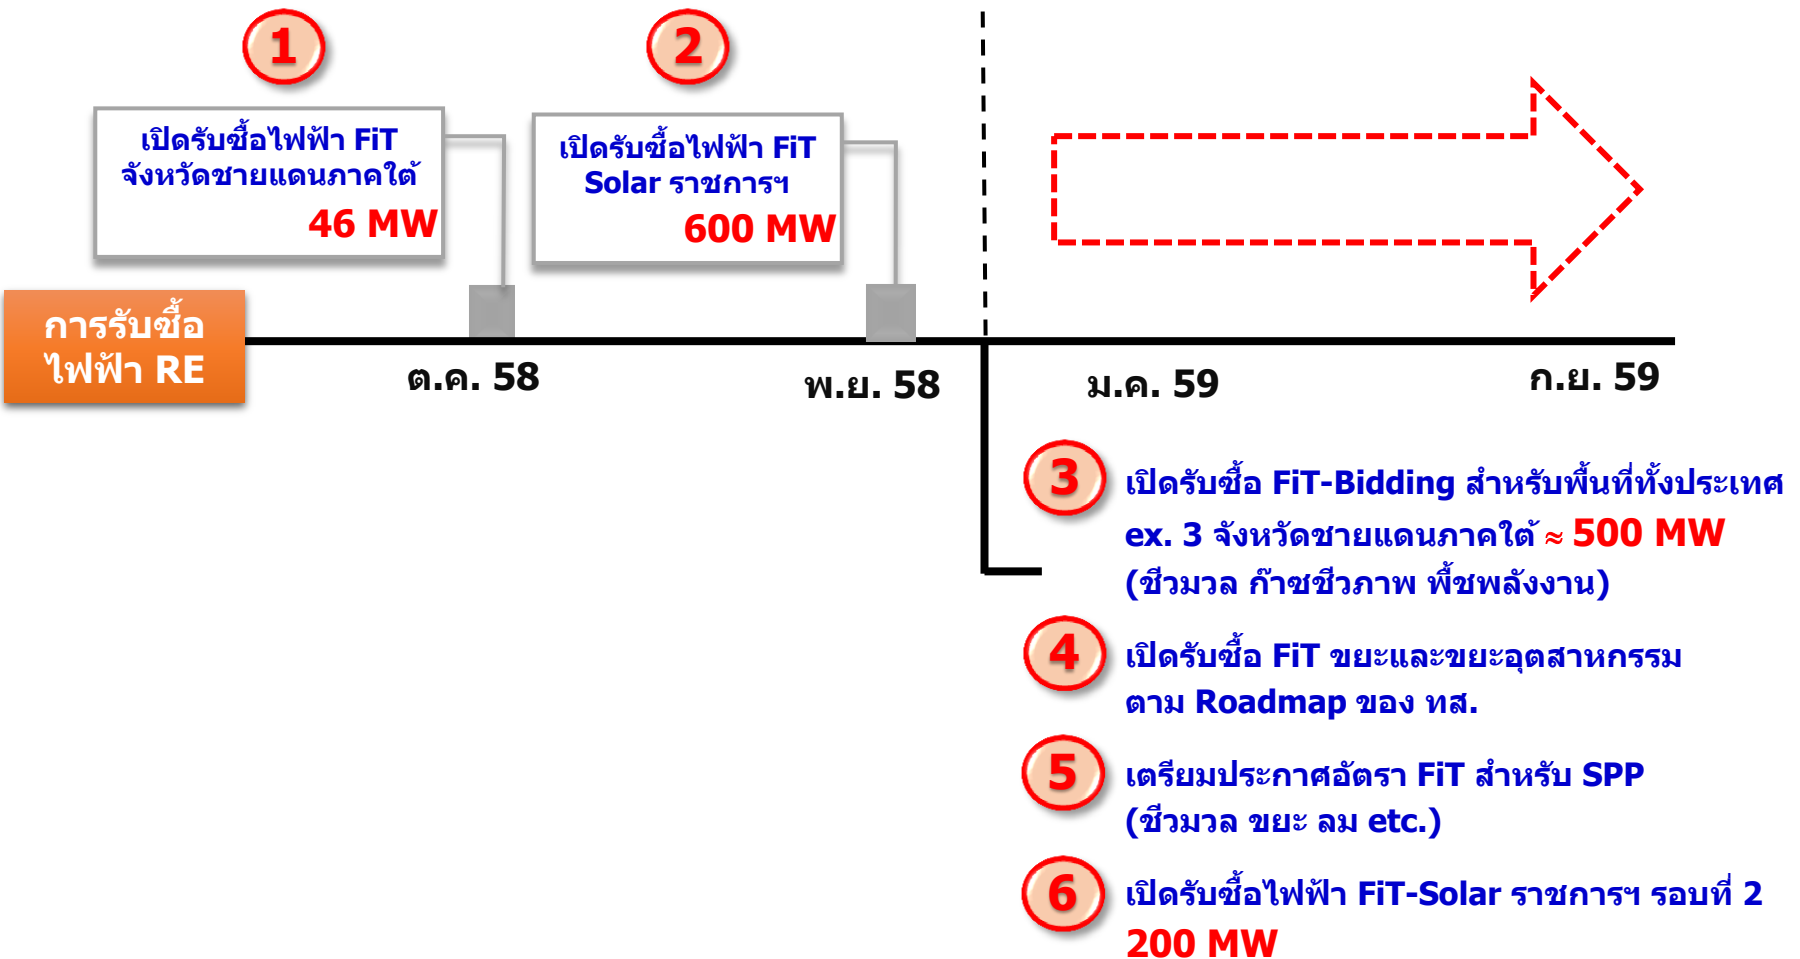 1
เปิดรับซื้อไฟฟ้า FiT
จังหวัดชายแดนภาคใต้
46 MW
2
เปิดรับซื้อไฟฟ้า FiT
Solar ราชการฯ
600 MW
การรับซื้อ
ไฟฟ้า RE
ต.ค. 58
พ.ย. 58
ม.ค. 59
ก.ย. 59
3
เปิดรับซื้อ FiT-Bidding สำหรับพื้นที่ทั้งประเทศ
ex. 3 จังหวัดชายแดนภาคใต้ ≈ 500 MW
(ชีวมวล ก๊าซชีวภาพ พื้ชพลังงาน)
4
เปิดรับซื้อ FiT ขยะและขยะอุตสาหกรรม
ตาม Roadmap ของ ทส.
5
เตรียมประกาศอัตรา FiT สำหรับ SPP
(ชีวมวล ขยะ ลม etc.)
6
เปิดรับซื้อไฟฟ้า FiT-Solar ราชการฯ รอบที่ 2
200 MW